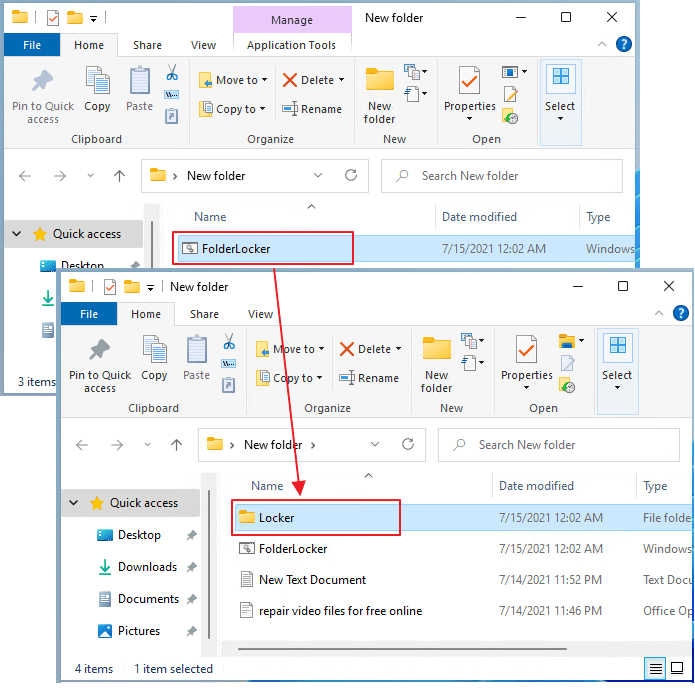 Manage
New folder
File
Home
Share
View
Application Tools
Pin to Quick access
Copy
Paste
Move to
Copy to
Delete
Rename
New folder
Properties
Select
Clipboard
Organize
New
Open
New folder
Search New folder
Name
Date modified
Type
Quick access
FolderLocker
7/15/2021 12:02 AM
Windows
Desktop
3 items
New folder
File
Home
Share
View
Pin to Quick access
Copy
Paste
Move to
Copy to
Delete
Rename
New folder
Properties
Select
Clipboard
Organize
New
Open
New folder
Search New folder
Name
Date modified
Type
Quick access
Desktop
Downloads
Documents
Pictures
Locker
7/15/2021 12:02 AM
File folde
FolderLocker
7/15/2021 12:02 AM
Windows
New Text Document
7/14/2021 11:52 PM
Text Docu
repair video files for free online
7/14/2021 11:46 PM
Office Op
4 items
1 item selected